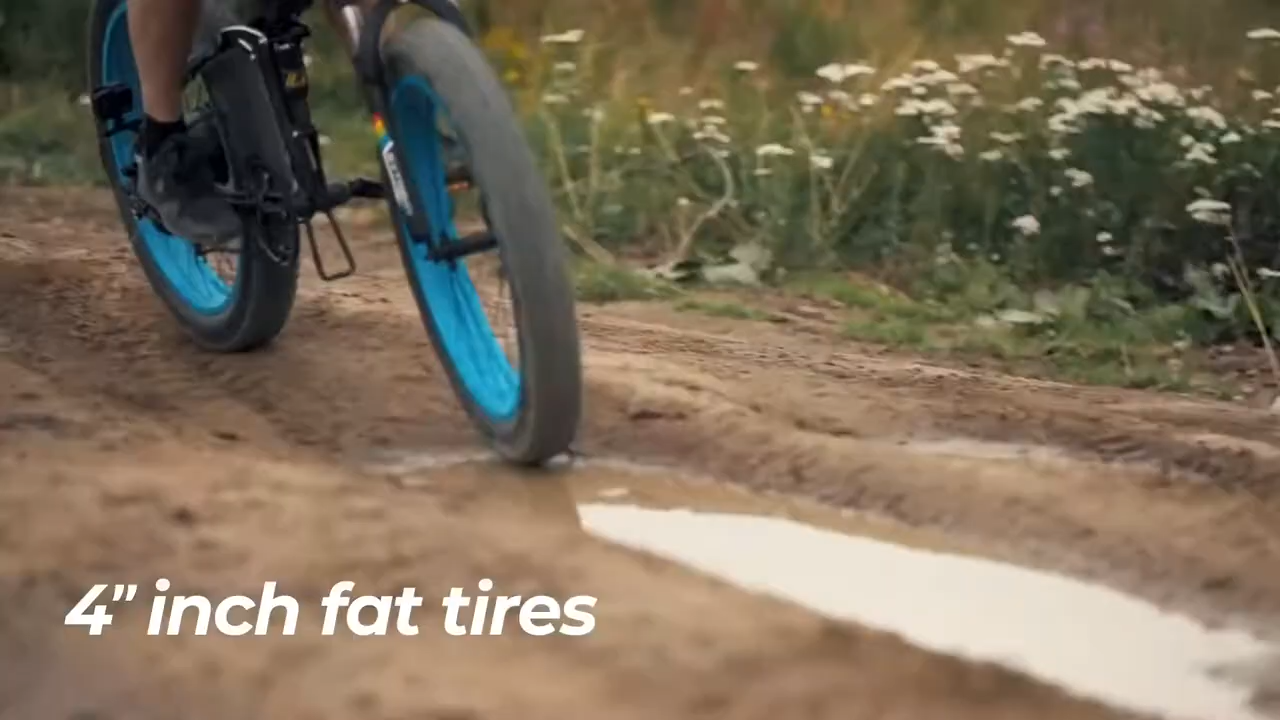 4” inch fat tires